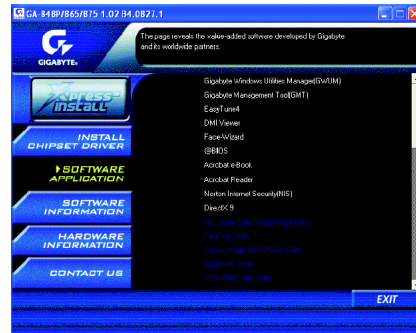 GA-848P/865/875 1.02 B4.0827.1
GIGABYTE
The page reveals the value-added software developed by Gigabyte
and its worldwide partners.
Xpress-
Install
INSTALL
CHIPSET DRIVER
SOFTWARE
APPLICATION
SOFTWARE
INFORMATION
HARDWARE
INFORMATION
CONTACT US
Gigabyte Windows Utilities Manager(GWUM)
Gigabyte Management Tool(GMT)
EasyTune4
DMI Viewer
Face-Wizard
@BIOS
Acrobat e-Book
Acrobat Reader
Norton Internet Security(NIS)
DirectX 9
EXIT